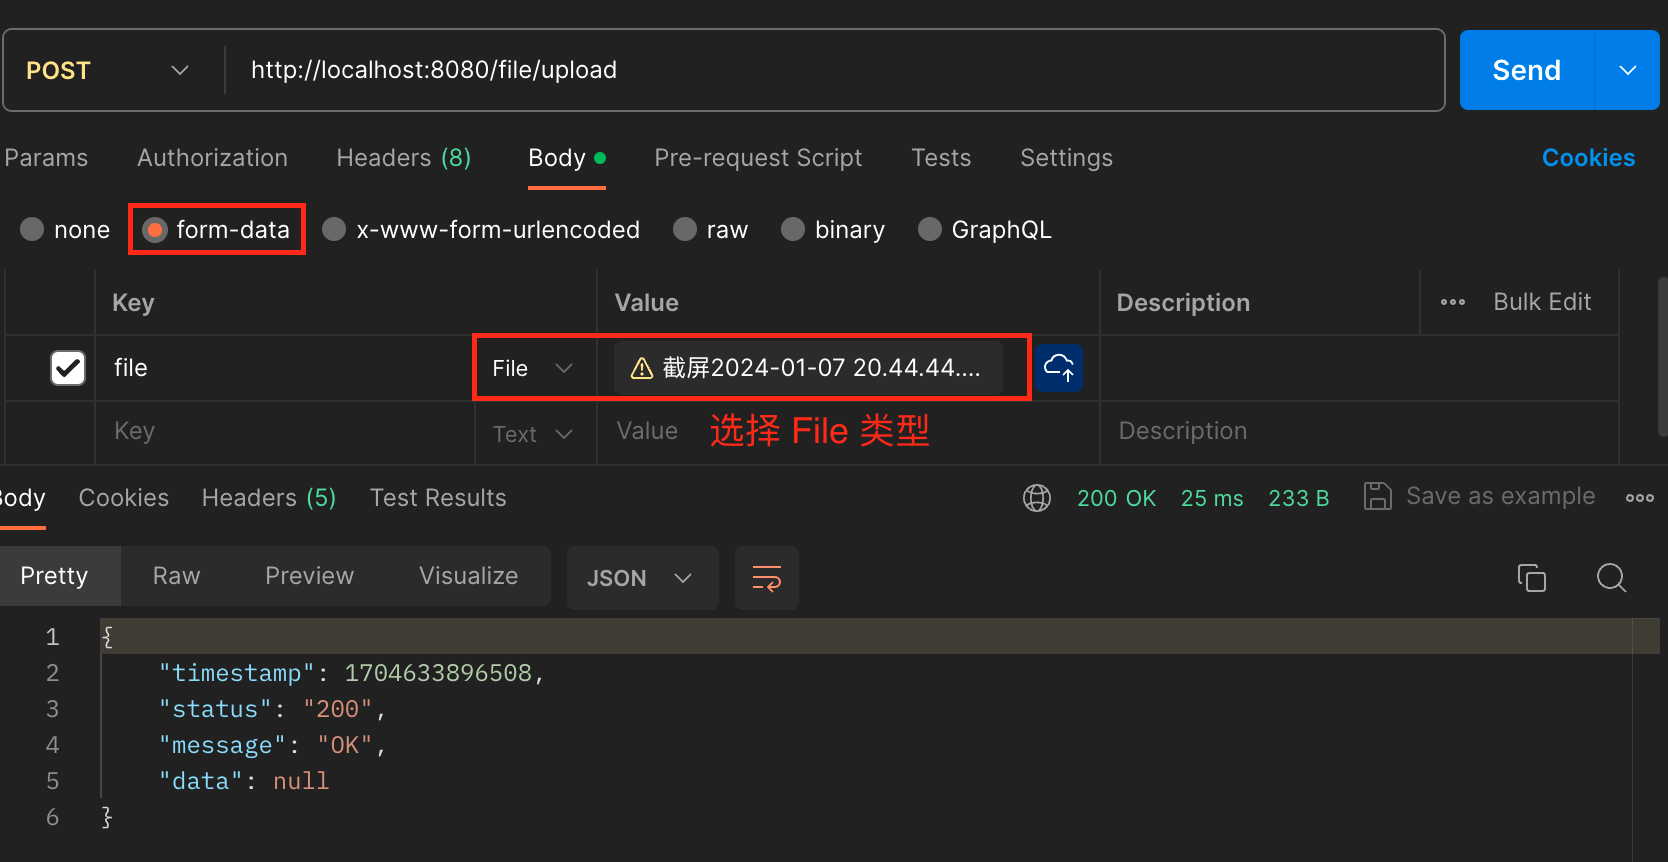 POST http://localhost:8080/file/upload Send
Params Authorization Headers (8) Body Pre-request Script Tests Settings Cookies
none form-data x-www-form-urlencoded raw binary GraphQL
Key Value Description Bulk Edit
file File 截屏2024-01-07 20.44.44....
Key Text Value 选择 File 类型 Description
Body Cookies Headers (5) Test Results 200 OK 25 ms 233 B Save as example
Pretty Raw Preview Visualize JSON
1 {
2 "timestamp": 1704633896508,
3 "status": "200",
4 "message": "OK",
5 "data": null
6 }